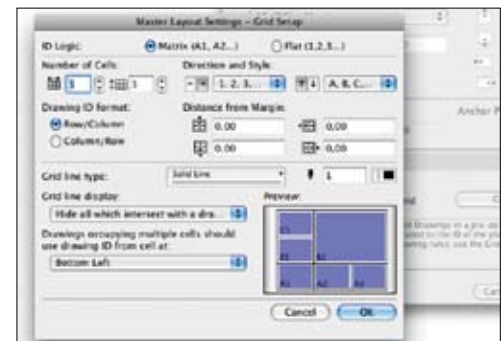 Master Layout Settings – Grid Setup
ID Logic: Matrix (A1, A2...) Flat (1,2,3...)
Number of Cells: Direction and Style:
3 1 1, 2, 3, ... A, B, C, ...
Drawing ID format: Distance from Margin:
Row/Column 0.00 0,00
Column/Row 0.00 0,00
Grid line type: Solid Line 1
Grid line display: Preview:
Hide all which intersect with a dra...
Drawings occupying multiple cells should
use drawing ID from cell at:
Bottom Left
C1
B1 B2
A1 A2 A3
Cancel OK
Anchor P